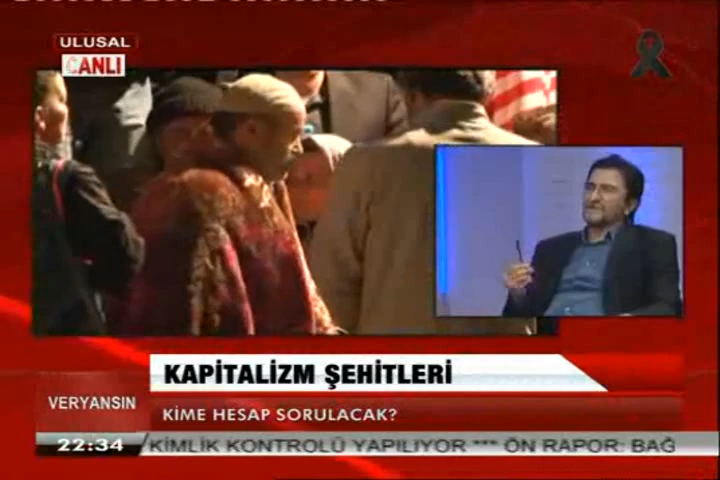 ULUSAL
CANLI
KAPİTALİZM ŞEHİTLERİ
VERYANSIN
KİME HESAP SORULACAK?
22:34
KİMLİK KONTROLÜ YAPILIYOR *** ÖN RAPOR: BAĞ